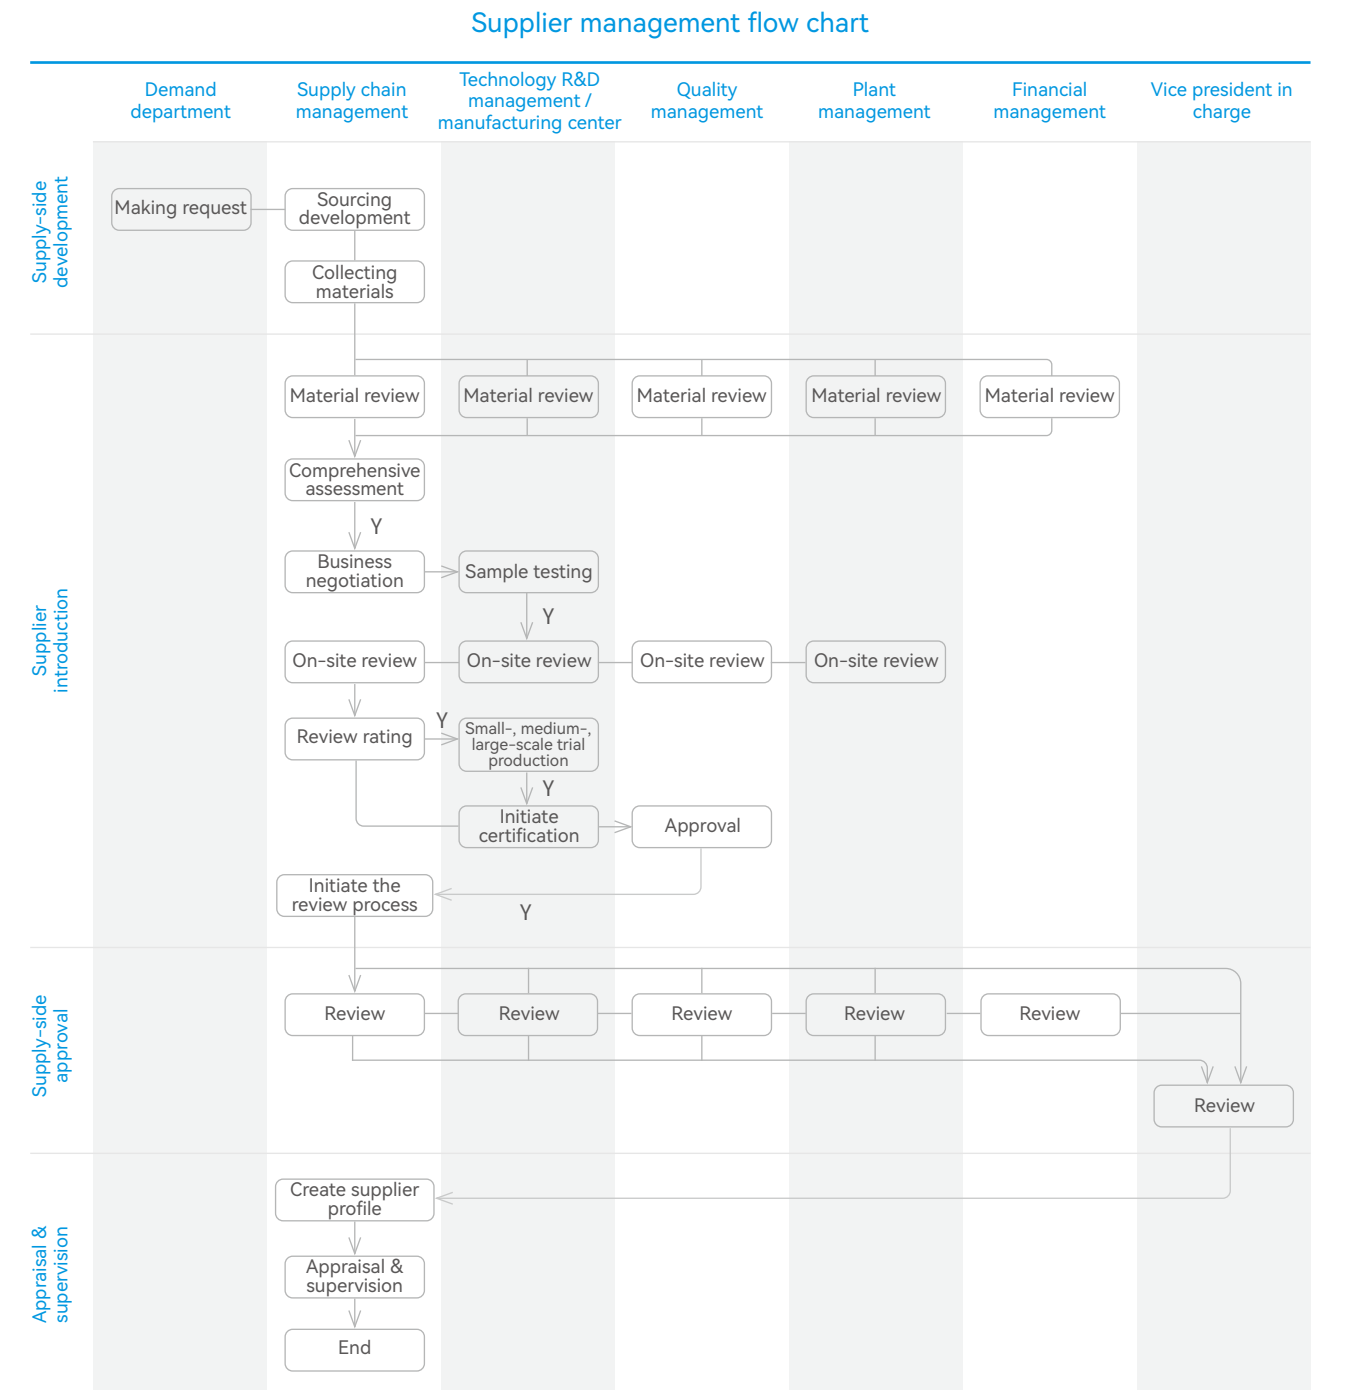 Supplier management flow chart
Demand
department
Supply chain
management
Technology R&D
management /
manufacturing center
Quality
management
Plant
management
Financial
management
Vice president in
charge
Supply-side
development
Making request
Sourcing
development
Collecting
materials
Supplier
introduction
Material review
Material review
Material review
Material review
Material review
Comprehensive
assessment
Y
Business
negotiation
Sample testing
Y
On-site review
On-site review
On-site review
On-site review
Review rating
Y
Small-, medium-,
large-scale trial
production
Y
Initiate
certification
Approval
Initiate the
review process
Y
Supply-side
approval
Review
Review
Review
Review
Review
Review
Appraisal &
supervision
Create supplier
profile
Appraisal &
supervision
End